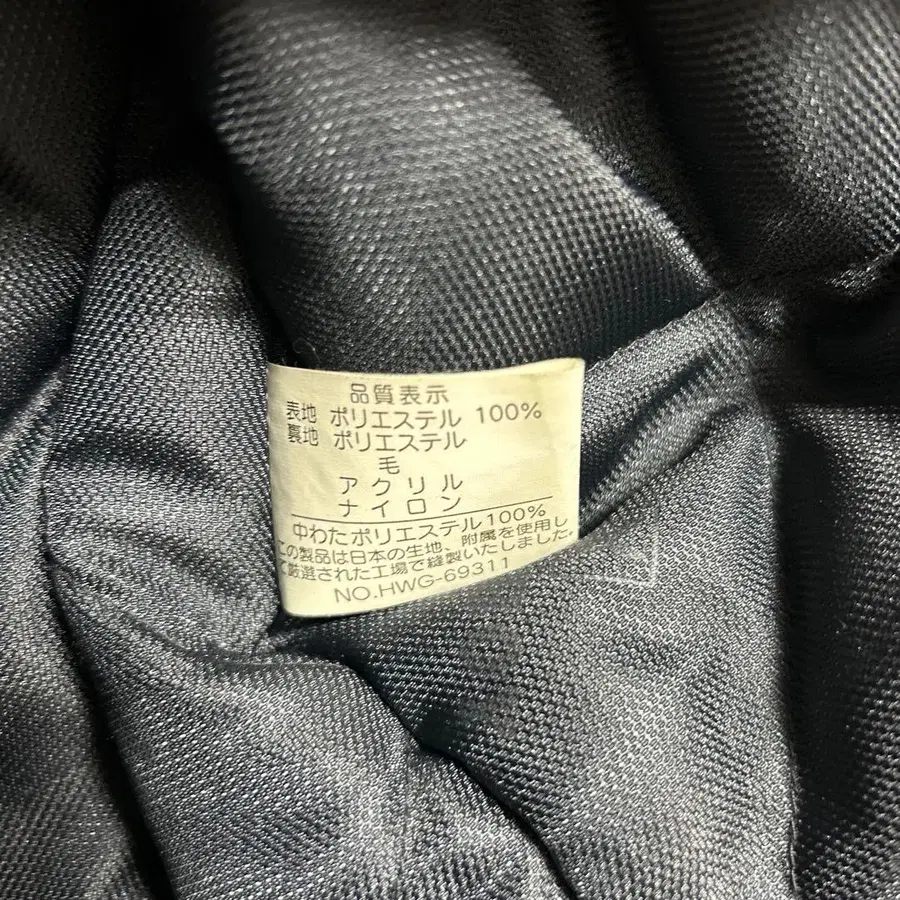 品質表示
表地 ポリエステル 100%
裏地 ポリエステル
毛
アクリル
ナイロン
中わたポリエステル100%
この製品は日本の生地、附属を使用し
て厳選された工場で縫製いたしました。
NO.HWG-69311